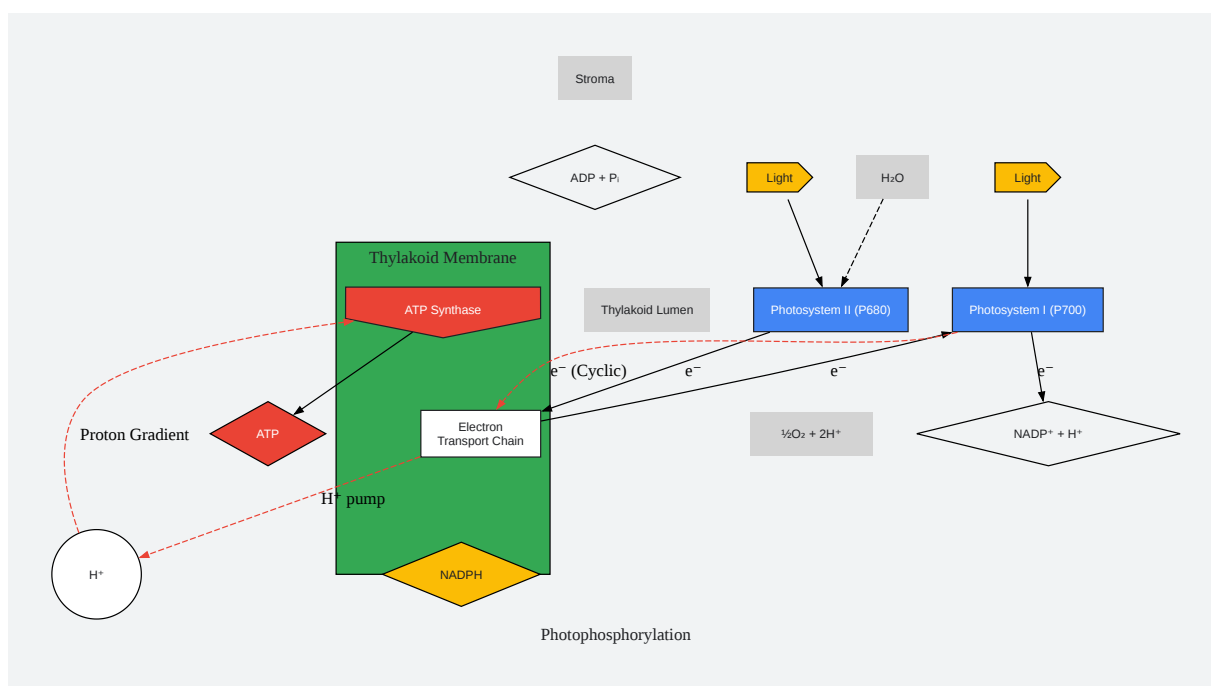 Stroma
ADP + Pᵢ
Light
H₂O
Light
Thylakoid Membrane
ATP Synthase
Thylakoid Lumen
Photosystem II (P680)
Photosystem I (P700)
e⁻ (Cyclic)
e⁻
e⁻
e⁻
Proton Gradient
ATP
Electron
Transport Chain
½O₂ + 2H⁺
NADP⁺ + H⁺
H⁺ pump
H⁺
NADPH
Photophosphorylation